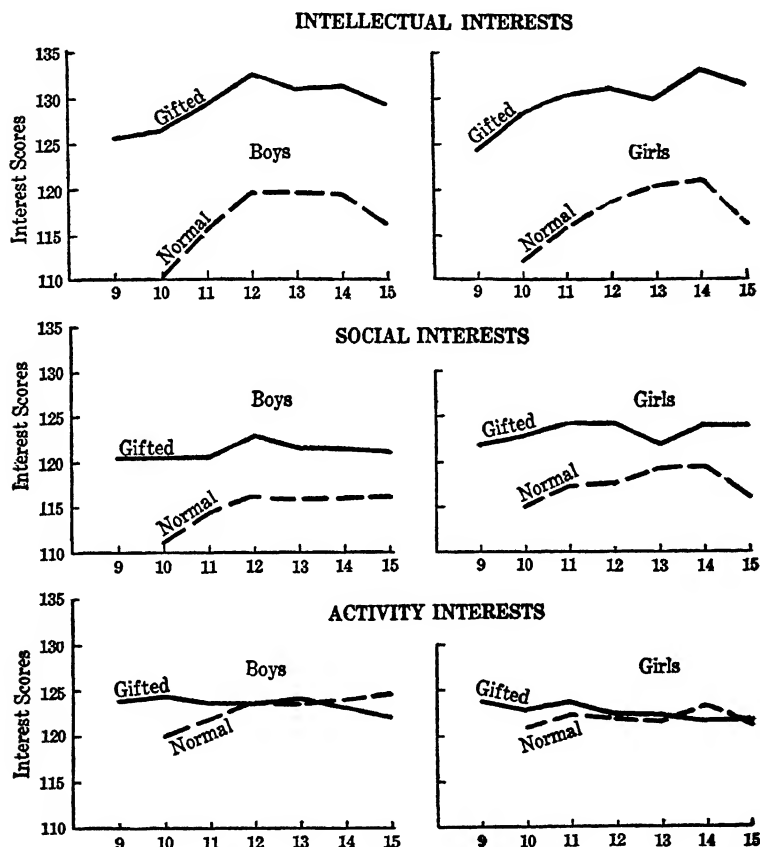 INTELLECTUAL INTERESTS
Interest Scores
135
130
125
120
115
110
Gifted
Boys
Normal
9 10 11 12 13 14 15
Gifted
Girls
Normal
9 10 11 12 13 14 15
SOCIAL INTERESTS
Interest Scores
135
130
125
120
115
110
Boys
Gifted
Normal
9 10 11 12 13 14 15
Girls
Gifted
Normal
9 10 11 12 13 14 15
ACTIVITY INTERESTS
Interest Scores
135
130
125
120
115
110
Boys
Gifted
Normal
9 10 11 12 13 14 15
Girls
Gifted
Normal
9 10 11 12 13 14 15